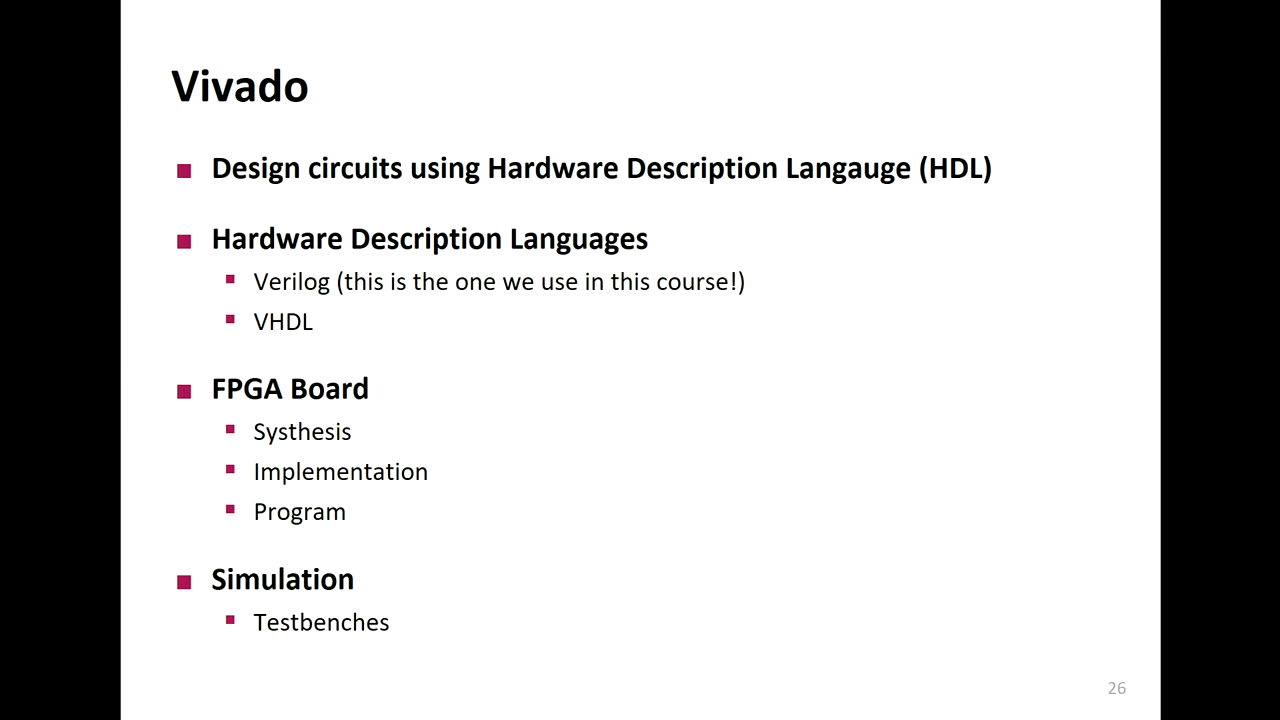 Vivado
Design circuits using Hardware Description Langauge (HDL)
Hardware Description Languages
Verilog (this is the one we use in this course!)
VHDL
FPGA Board
Systhesis
Implementation
Program
Simulation
Testbenches
26